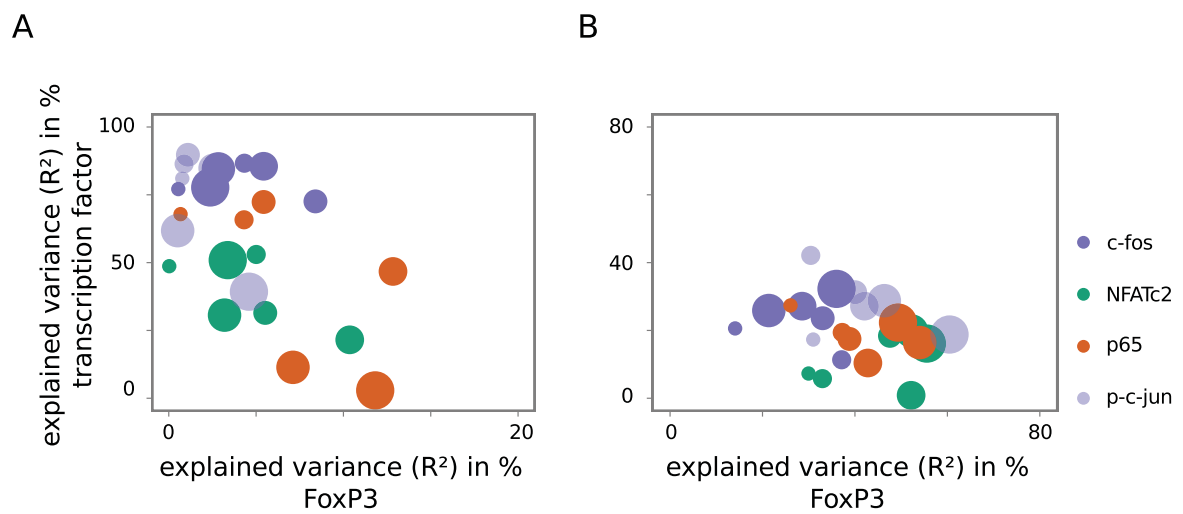 A
B
explained variance (R²) in %
transcription factor
100
50
0
0
20
explained variance (R²) in %
FoxP3
80
40
0
0
80
explained variance (R²) in %
FoxP3
c-fos
NFATc2
p65
p-c-jun